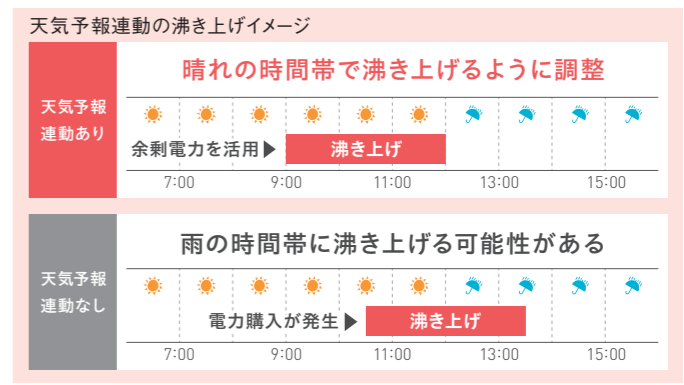 天気予報連動の沸き上げイメージ
天気予報
連動あり
晴れの時間帯で沸き上げるように調整
余剰電力を活用▶ 沸き上げ
7:00 9:00 11:00 13:00 15:00
天気予報
連動なし
雨の時間帯に沸き上げる可能性がある
電力購入が発生▶ 沸き上げ
7:00 9:00 11:00 13:00 15:00